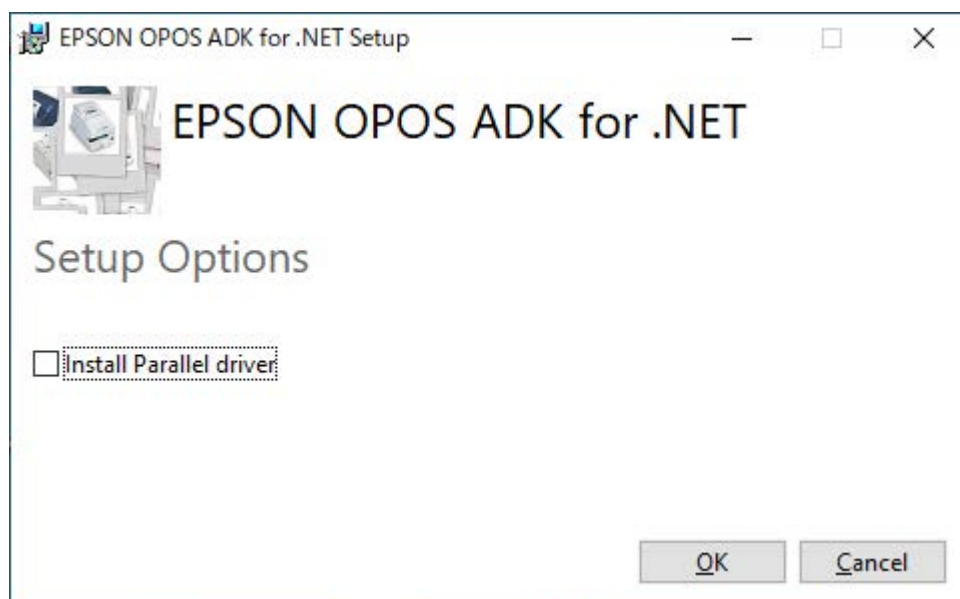 EPSON OPOS ADK for .NET Setup
EPSON OPOS ADK for .NET
Setup Options
Install Parallel driver
OK
Cancel